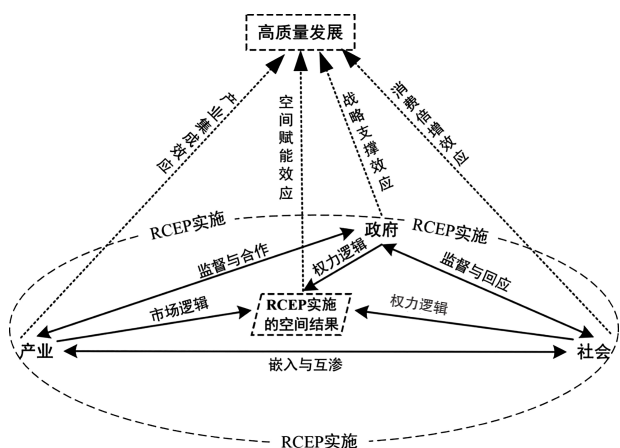 高质量发展
产业集成效应
空间赋能效应
战略支撑效应
消费倍增效应
RCEP实施
RCEP实施
政府
监督与合作
权力逻辑
监督与回应
市场逻辑
RCEP实施
的空间结果
权力逻辑
产业
社会
嵌入与互渗
RCEP实施